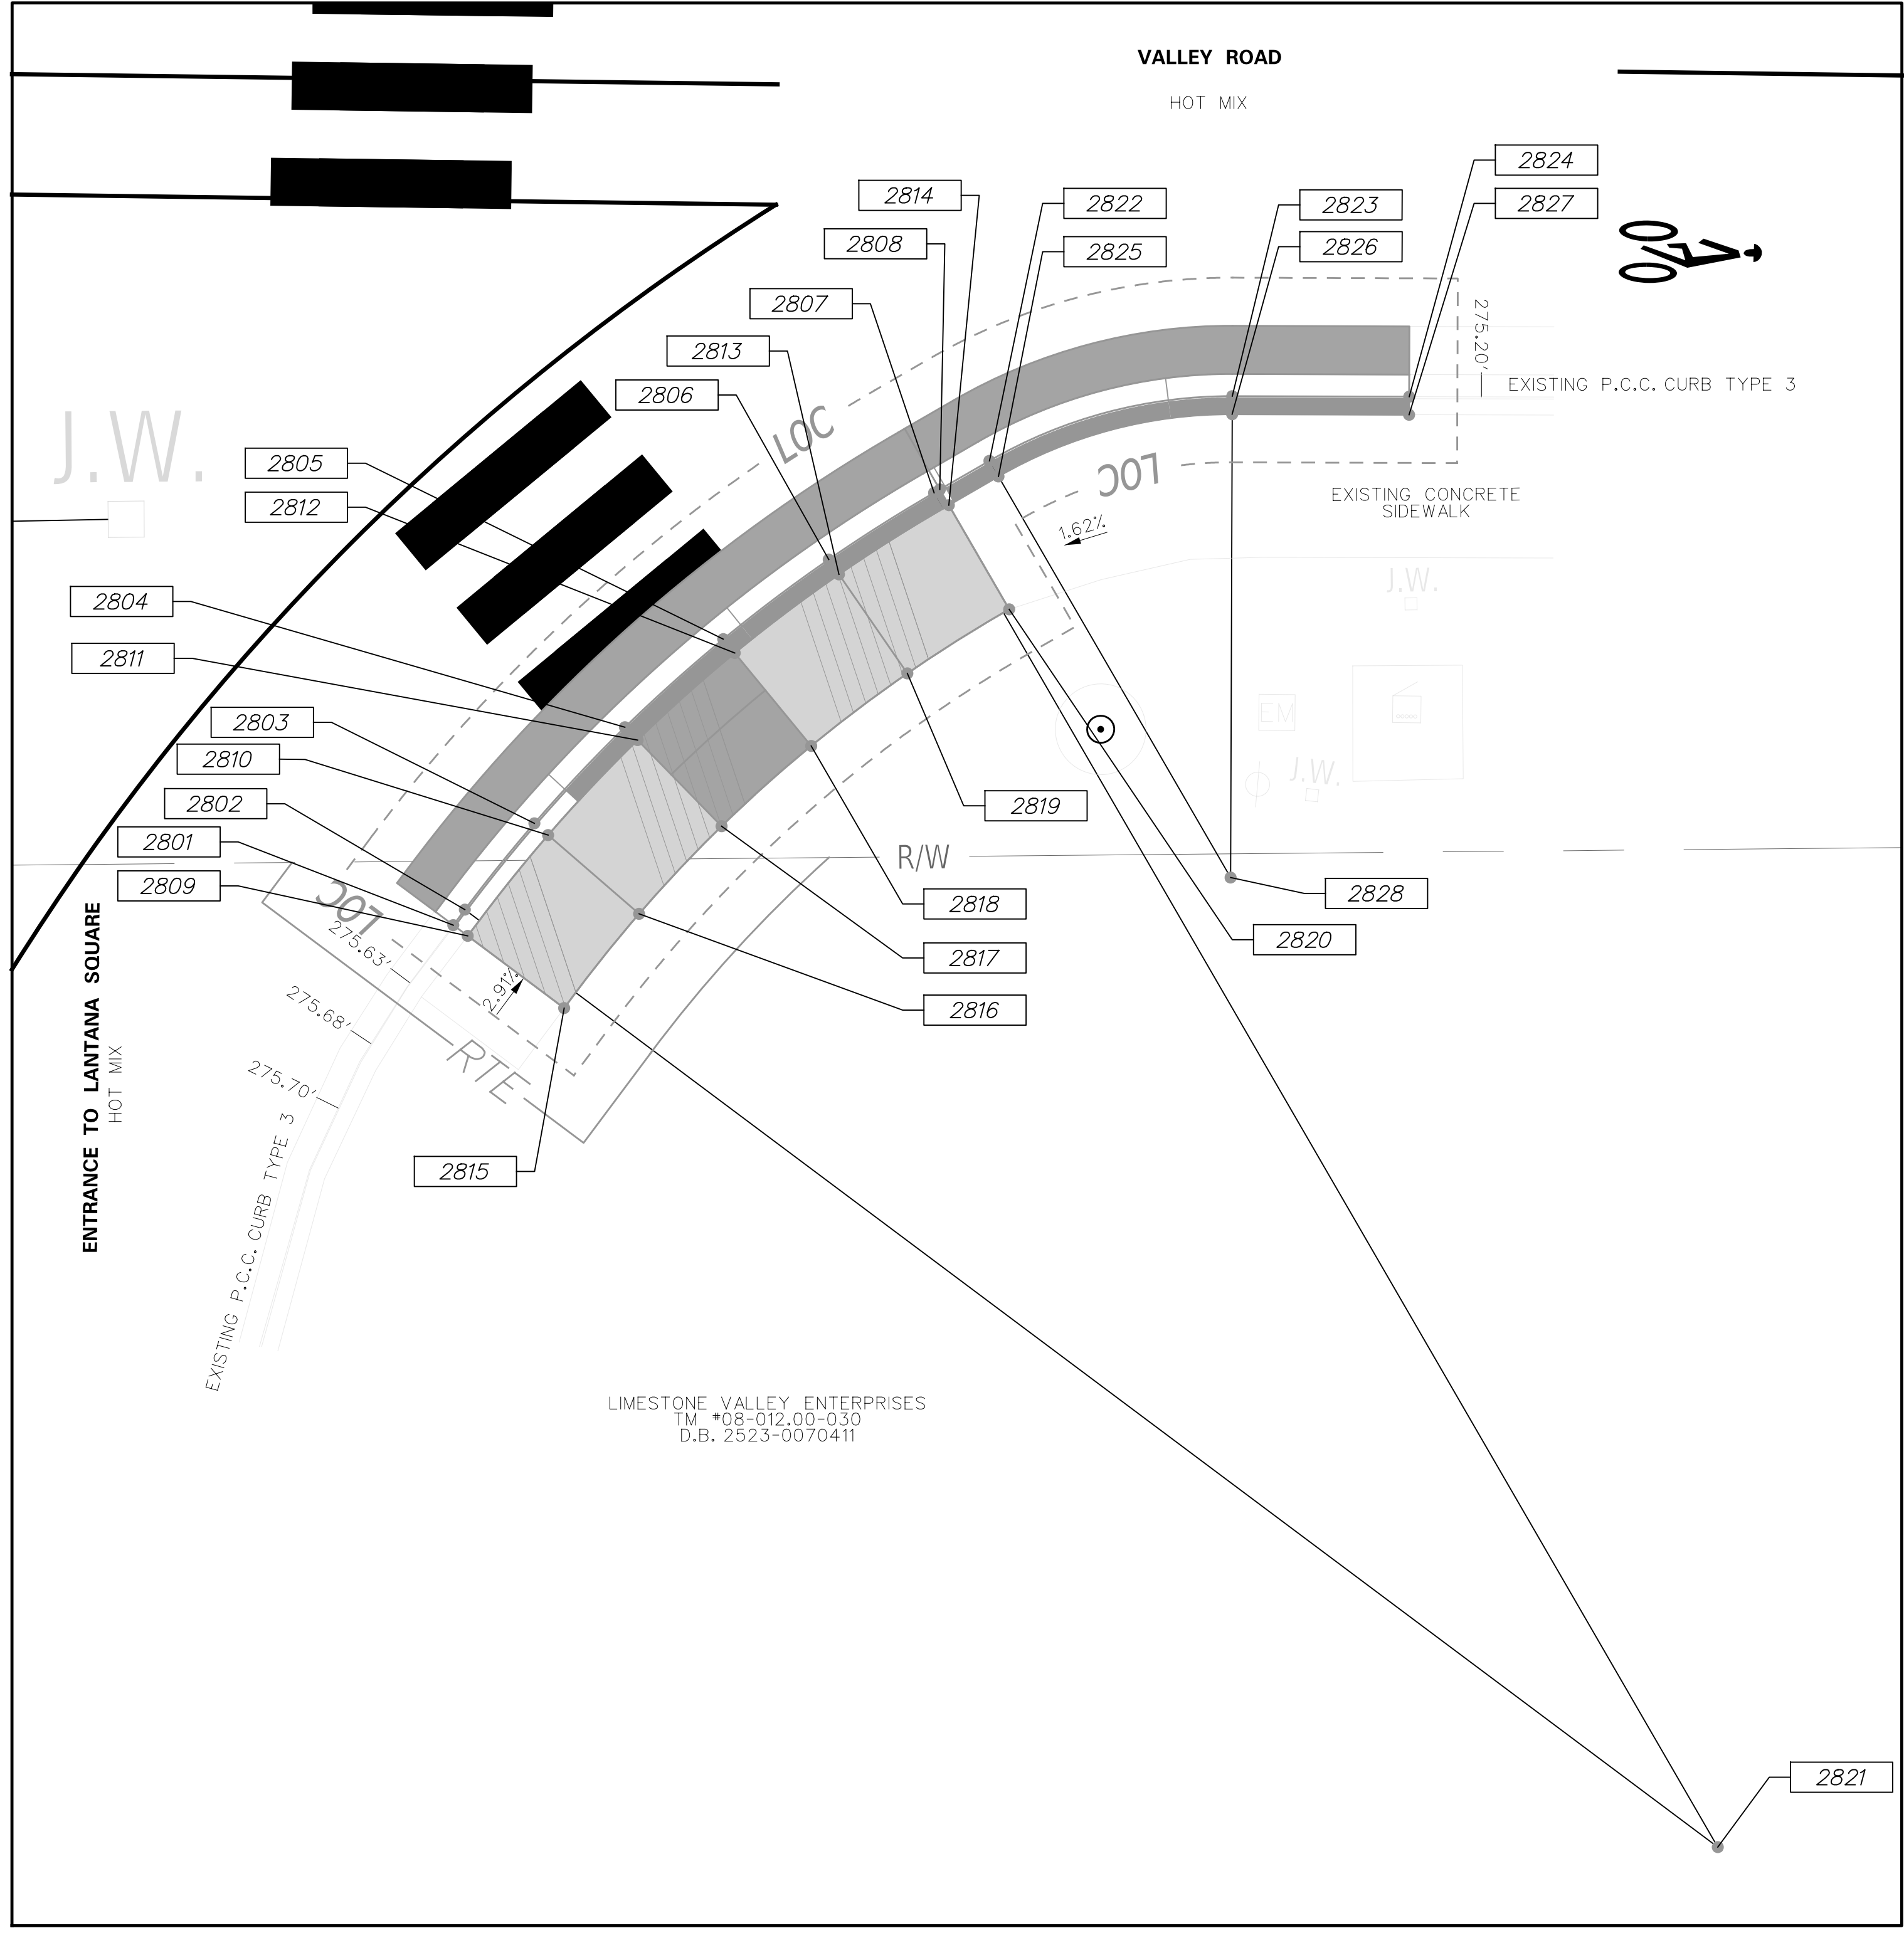 VALLEY ROAD
HOT MIX
2824
2814
2822
2823
2827
2808
2825
2826
2807
275.20'
2813
EXISTING P.C.C. CURB TYPE 3
2806
LOC
J.W.
2805
LOC
2812
EXISTING CONCRETE
SIDEWALK
1.62%
J.W.
2804
2811
2803
EM
2810
J.W.
2802
2819
2801
R/W
2809
LOC
2818
2828
275.63'
2820
2817
2.91%
275.68'
2816
RTE
275.70'
ENTRANCE TO LANTANA SQUARE
HOT MIX
2815
EXISTING P.C.C. CURB TYPE 3
LIMESTONE VALLEY ENTERPRISES
TM #08-012.00-030
D.B. 2523-0070411
2821